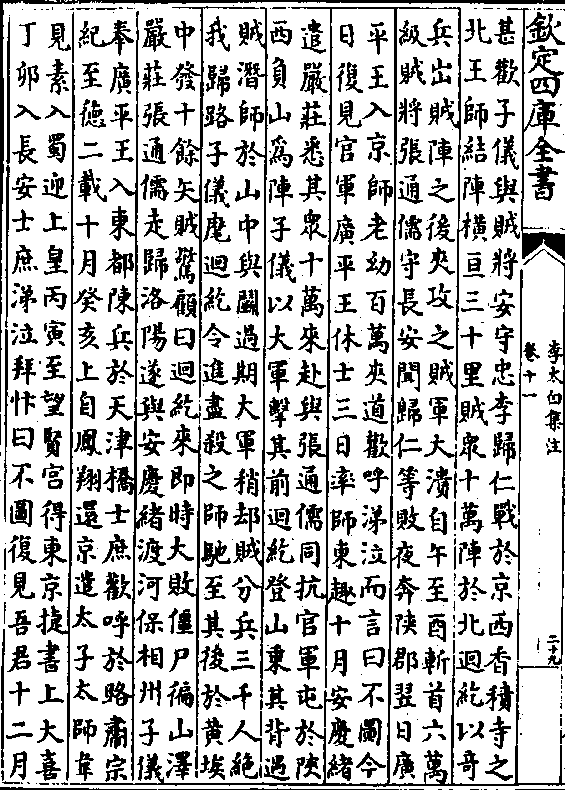 欽定四庫全書
李太白集注
卷十一
二十九
甚歡子儀與賊將安守忠李歸仁戰於京西香積寺之
北王師結陣橫亘三十里賊衆十萬陣於北迴紇以奇
兵出賊陣之後夾攻之賊軍大潰自午至酉斬首六萬
級賊將張通儒守長安聞歸仁等敗夜奔陝郡翌日廣
平王入京師老幼百萬夾道歡呼涕泣而言曰不圖今
日復見官軍廣平王休士三日率師東趣十月安慶緒
遣嚴莊悉其衆十萬來赴與張通儒同抗官軍屯於陝
西負山為陣子儀以大軍擊其前迴紇登山乘其背遇
賊潛師於山中與鬬過期大軍稍却賊分兵三千人絶
我歸路子儀麾迴紇令進盡殺之師馳至其後於黄埃
中發十餘矢賊驚顧曰迴紇來即時大敗僵尸徧山澤
嚴莊張通儒走歸洛陽遂與安慶緒渡河保相州子儀
奉廣平王入東都陳兵於天津橋士庶歡呼於路肅宗
紀至德二載十月癸亥上自鳳翔還京遣太子太師韋
見素入蜀迎上皇丙寅至望賢宫得東京捷書上大喜
丁卯入長安士庶涕泣拜忭曰不圖復見吾君十二月